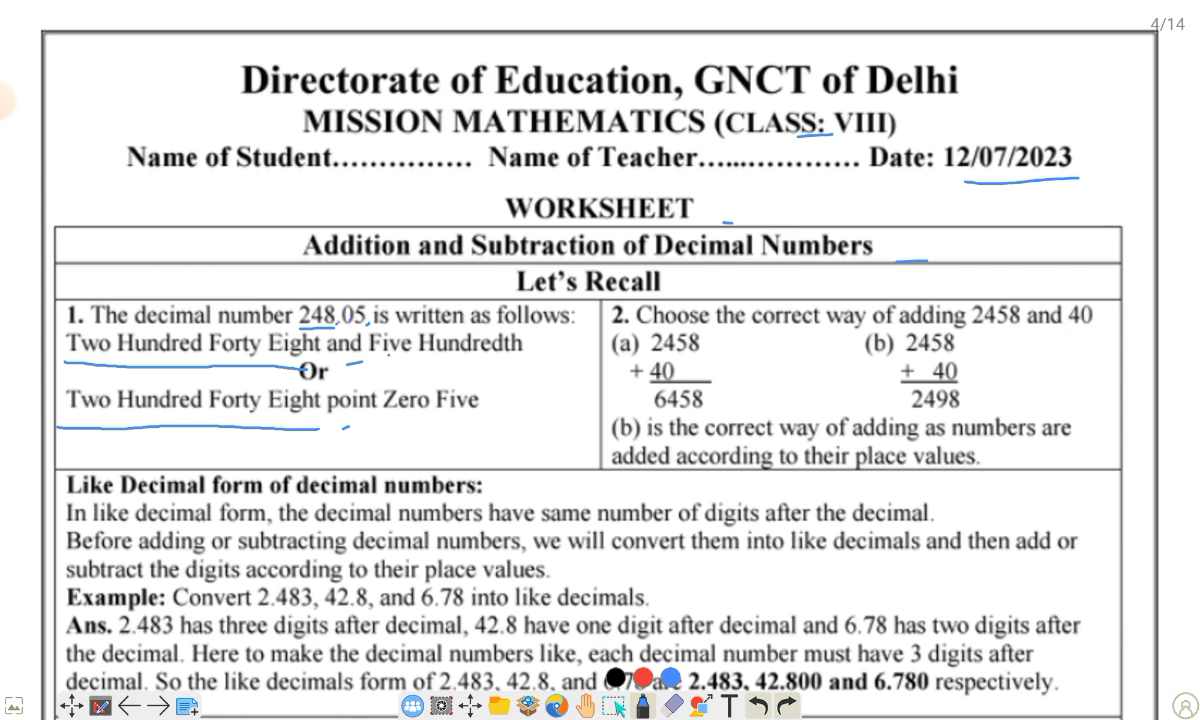 4/14
Directorate of Education, GNCT of Delhi
MISSION MATHEMATICS (CLASS: VIII)
Name of Student............... Name of Teacher.................. Date: 12/07/2023
WORKSHEET
Addition and Subtraction of Decimal Numbers
Let's Recall
1. The decimal number 248.05, is written as follows:
Two Hundred Forty Eight and Five Hundredth
Or
Two Hundred Forty Eight point Zero Five
2. Choose the correct way of adding 2458 and 40
(a) 2458 (b) 2458
+ 40 + 40
6458 2498
(b) is the correct way of adding as numbers are
added according to their place values.
Like Decimal form of decimal numbers:
In like decimal form, the decimal numbers have same number of digits after the decimal.
Before adding or subtracting decimal numbers, we will convert them into like decimals and then add or
subtract the digits according to their place values.
Example: Convert 2.483, 42.8, and 6.78 into like decimals.
Ans. 2.483 has three digits after decimal, 42.8 have one digit after decimal and 6.78 has two digits after
the decimal. Here to make the decimal numbers like, each decimal number must have 3 digits after
decimal. So the like decimals form of 2.483, 42.8, and 2.483, 42.800 and 6.780 respectively.
T